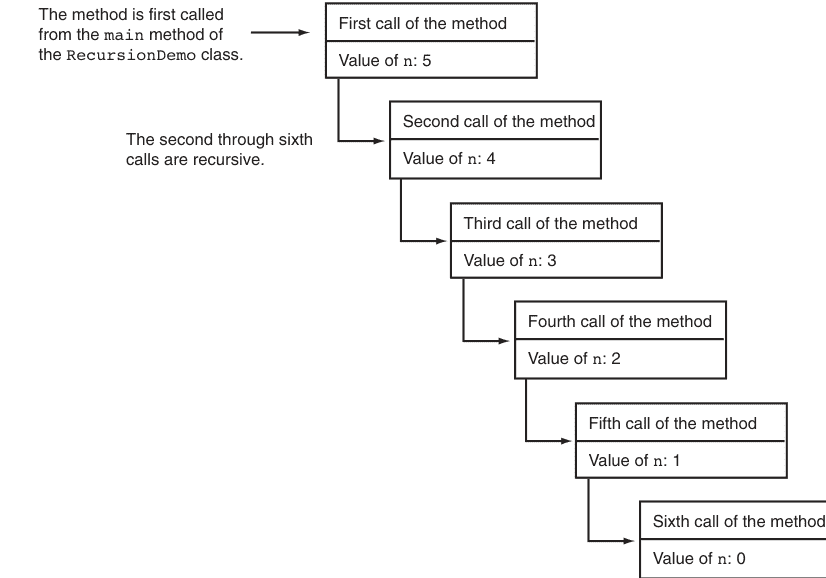 The method is first called
from the main method of
the RecursionDemo class.
First call of the method
Value of n: 5
The second through sixth
calls are recursive.
Second call of the method
Value of n: 4
Third call of the method
Value of n: 3
Fourth call of the method
Value of n: 2
Fifth call of the method
Value of n: 1
Sixth call of the method
Value of n: 0